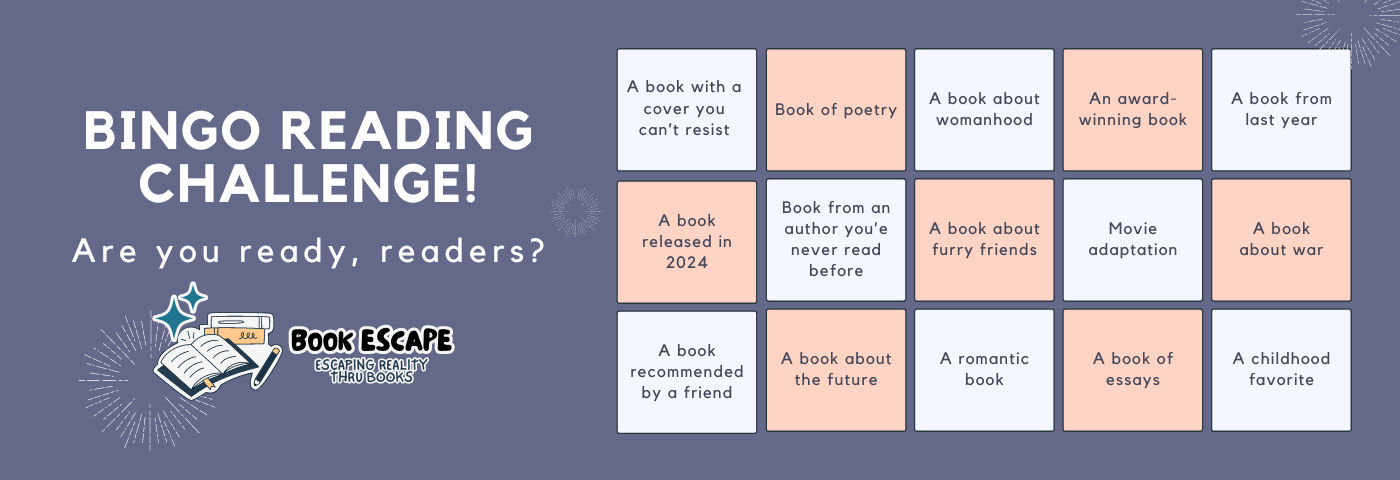 BINGO READING
CHALLENGE!
Are you ready, readers?
BOOK ESCAPE
ESCAPING REALITY
THRU BOOKS
A book with a
cover you
can't resist
Book of poetry
A book about
womanhood
An award-
winning book
A book from
last year
A book
released in
2024
Book from an
author you'e
never read
before
A book about
furry friends
Movie
adaptation
A book
about war
A book
recommended
by a friend
A book about
the future
A romantic
book
A book of
essays
A childhood
favorite